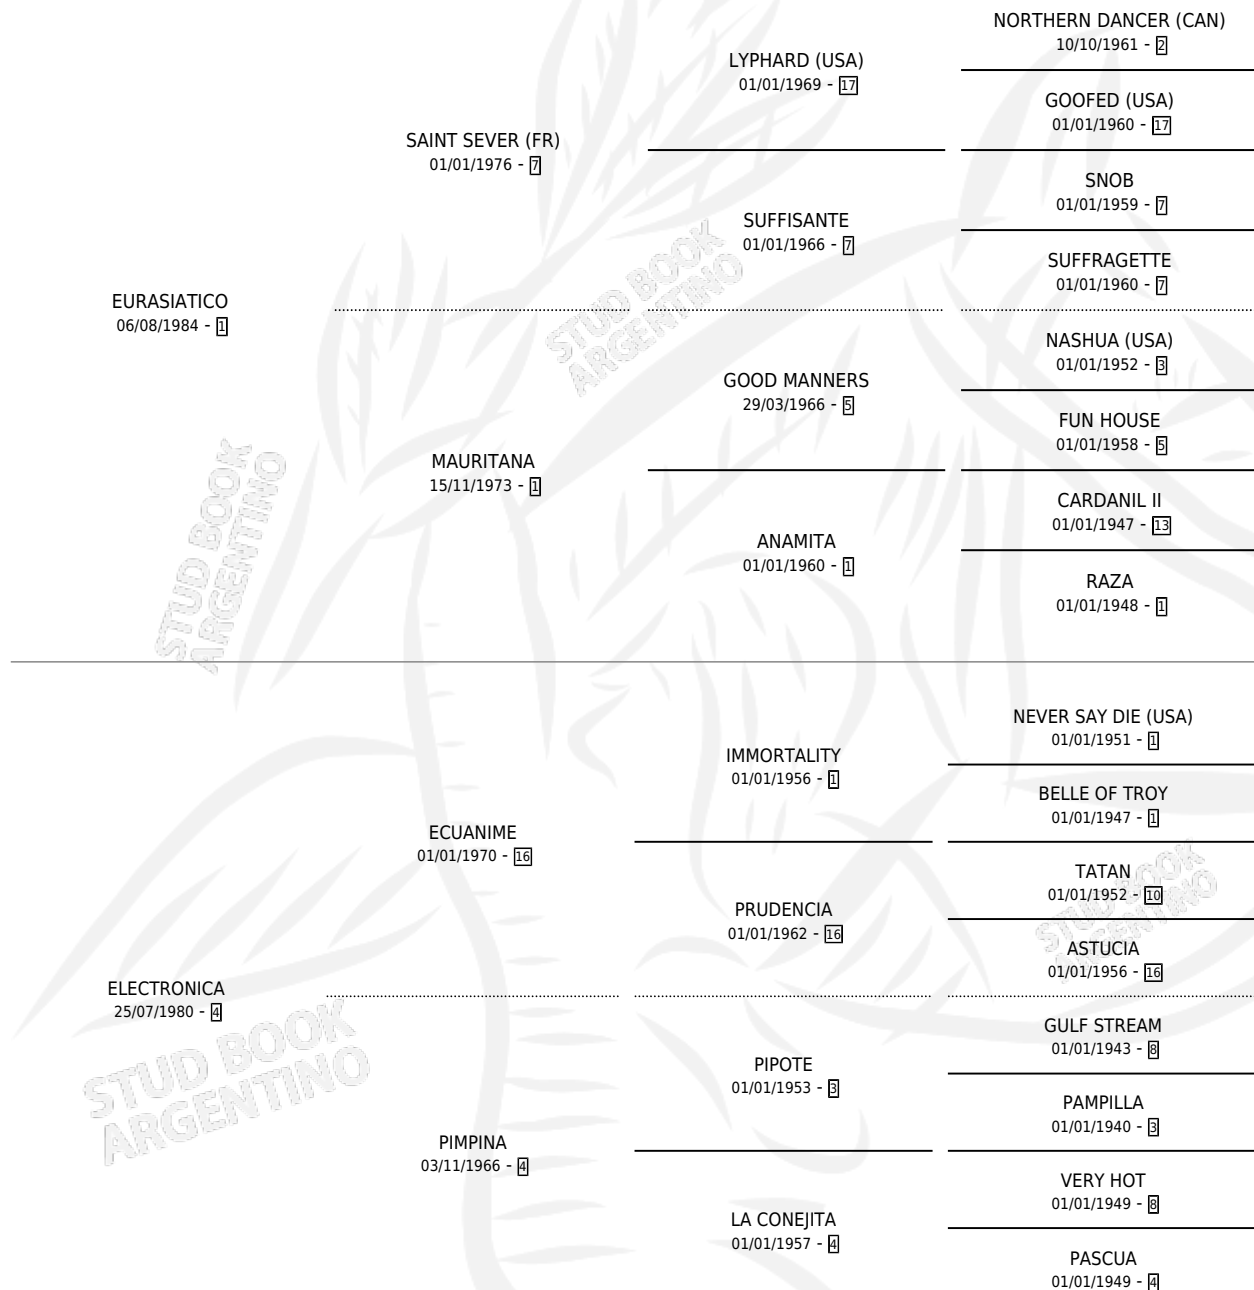 NORTHERN DANCER (CAN)
10/10/1961 - 2
LYPHARD (USA)
01/01/1969 - 17
GOOFED (USA)
01/01/1960 - 17
SAINT SEVER (FR)
01/01/1976 - 7
SNOB
01/01/1959 - 7
SUFFISANTE
01/01/1966 - 7
SUFFRAGETTE
01/01/1960 - 7
EURASIATICO
06/08/1984 - 1
NASHUA (USA)
01/01/1952 - 3
GOOD MANNERS
29/03/1966 - 5
FUN HOUSE
01/01/1958 - 5
MAURITANA
15/11/1973 - 1
CARDANIL II
01/01/1947 - 13
ANAMITA
01/01/1960 - 1
RAZA
01/01/1948 - 1
NEVER SAY DIE (USA)
01/01/1951 - 1
IMMORTALITY
01/01/1956 - 1
BELLE OF TROY
01/01/1947 - 1
ECUANIME
01/01/1970 - 16
TATAN
01/01/1952 - 10
PRUDENCIA
01/01/1962 - 16
ASTUCIA
01/01/1956 - 16
ELECTRONICA
25/07/1980 - 4
GULF STREAM
01/01/1943 - 8
PIPOTE
01/01/1953 - 3
PAMPILLA
01/01/1940 - 3
PIMPINA
03/11/1966 - 4
VERY HOT
01/01/1949 - 8
LA CONEJITA
01/01/1957 - 4
PASCUA
01/01/1949 - 4
STUD BOOK
ARGENTINO
STUD BOOK
ARGENTINO
STUD BOOK
ARGENTINO
STUD BOOK
ARGENTINO